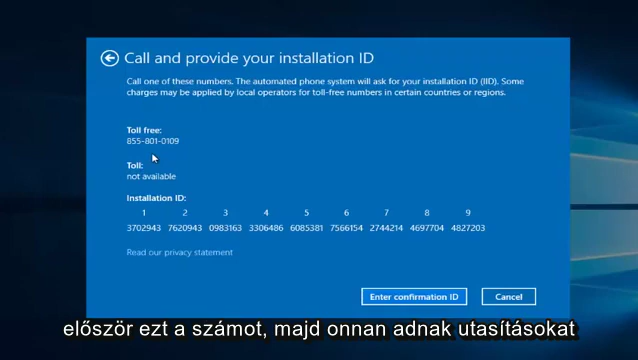 Call and provide your installation ID
Call one of these numbers. The automated phone system will ask for your installation ID (IID). Some
charges may be applied by local operators for toll-free numbers in certain countries or regions.
Toll free:
855-801-0109
Toll:
not available
Installation ID:
1 2 3 4 5 6 7 8 9
3702943 7620943 0983163 3306486 6085381 7566154 2744214 4697704 4827203
Read our privacy statement
Enter confirmation ID Cancel
először ezt a számot, majd onnan adnak utasításokat